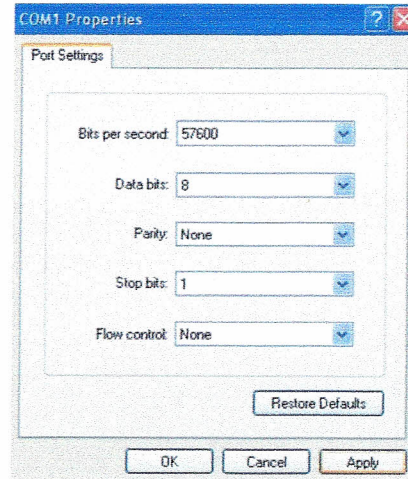 COM1 Properties
Port Settings
Bits per second: 57600
Data bits: 8
Parity: None
Stop bits: 1
Flow control: None
Restore Defaults
OK Cancel Apply